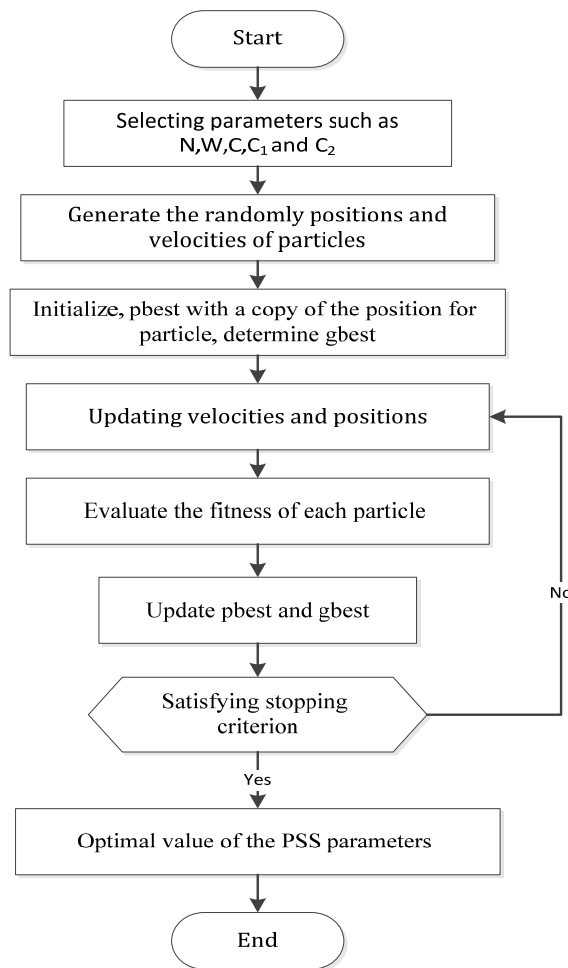 Start
Selecting parameters such as
N,W,C,C₁ and C₂
Generate the randomly positions and
velocities of particles
Initialize, pbest with a copy of the position for
particle, determine gbest
Updating velocities and positions
Evaluate the fitness of each particle
No
Update pbest and gbest
Satisfying stopping
criterion
Yes
Optimal value of the PSS parameters
End